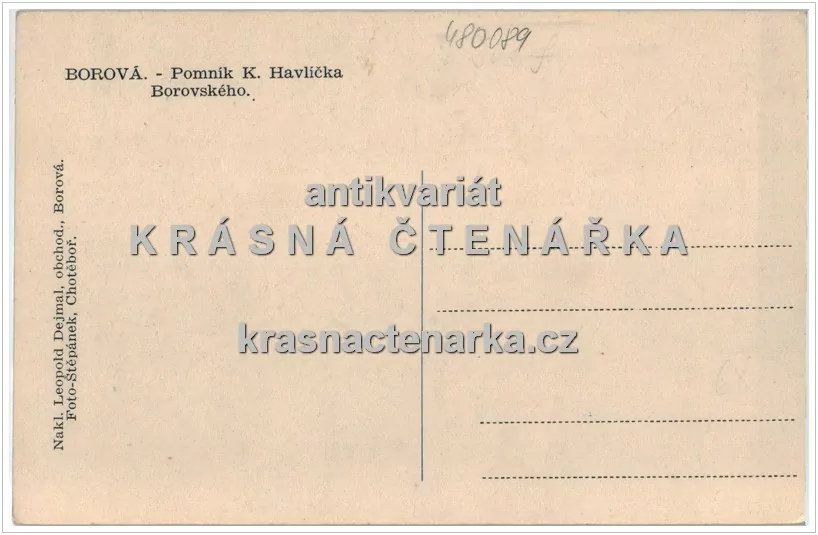 480089
BOROVÁ. - Pomník K. Havlíčka
Borovského.
antikvariát
KRÁSNÁ ČTENÁŘKA
krasnactenarka.cz
Nakl. Leopold Dejmal, obchod., Borová.
Foto-Štěpánek, Chotěboř.